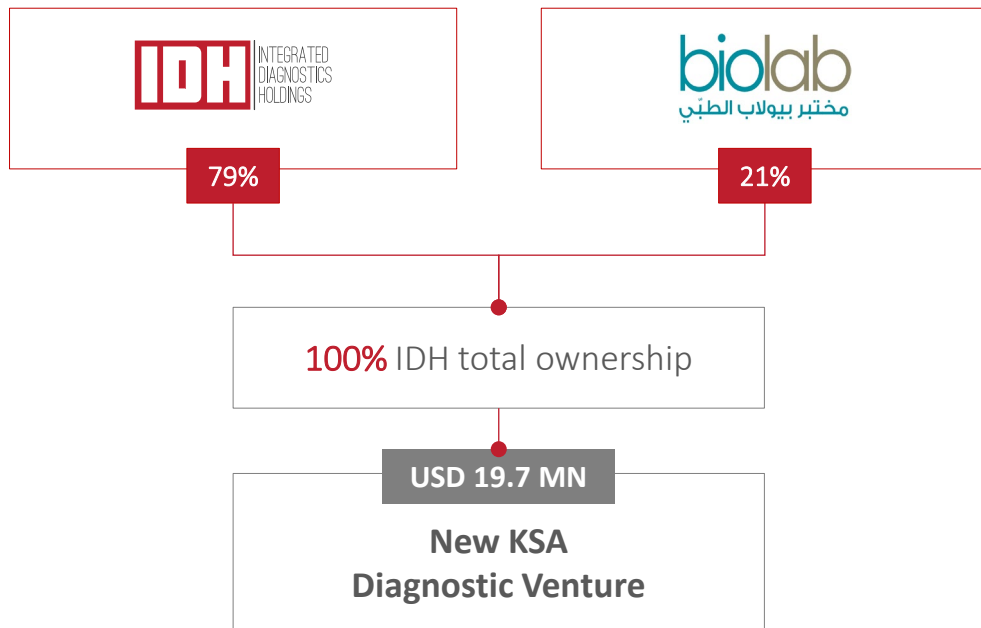 IDH
INTEGRATED
DIAGNOSTICS
HOLDINGS
biolab
مختبر بيولاب الطبّي
79%
21%
100% IDH total ownership
USD 19.7 MN
New KSA
Diagnostic Venture